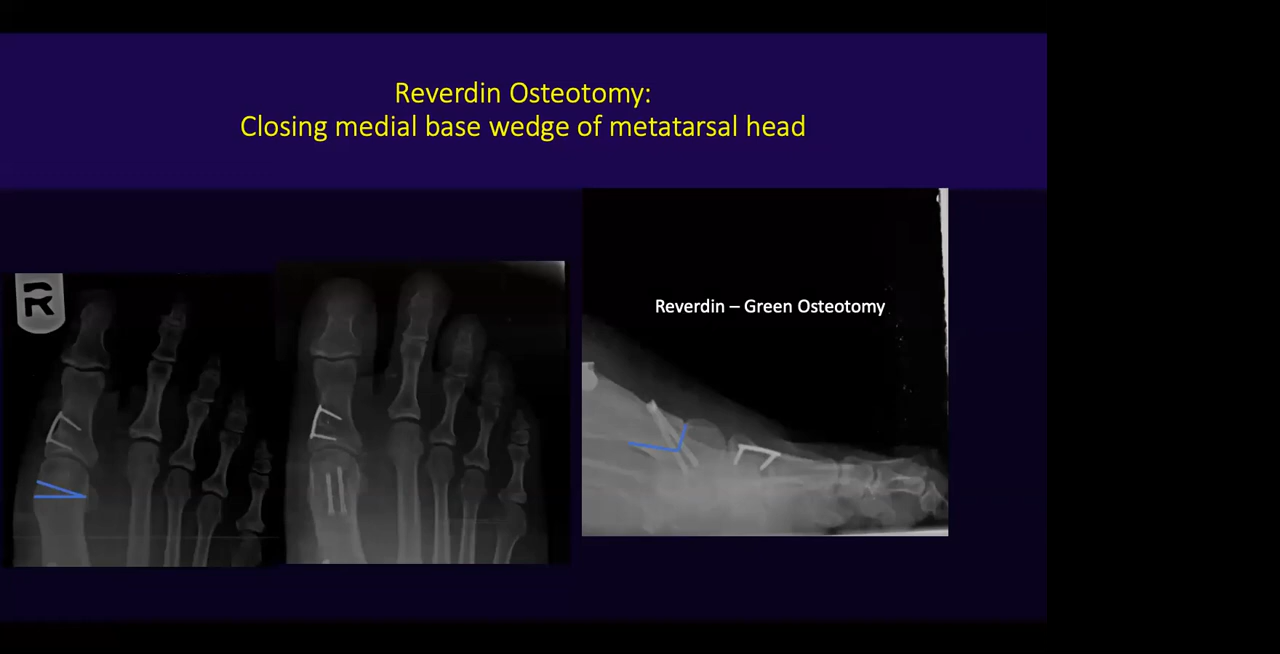 Reverdin Osteotomy:
Closing medial base wedge of metatarsal head
R
Reverdin – Green Osteotomy